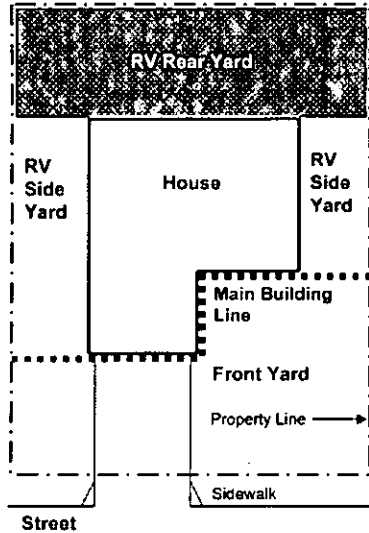 RV Rear Yard
RV
Side
Yard
House
RV
Side
Yard
Main Building
Line
Front Yard
Property Line
Sidewalk
Street